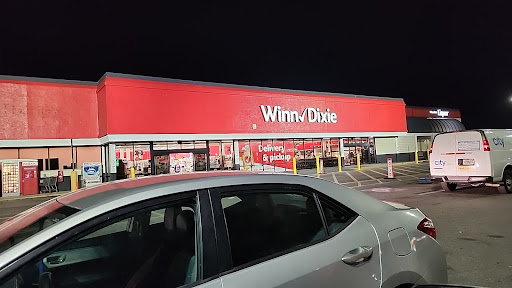 Winn✓Dixie
Liquor
Delivery
& pickup
city